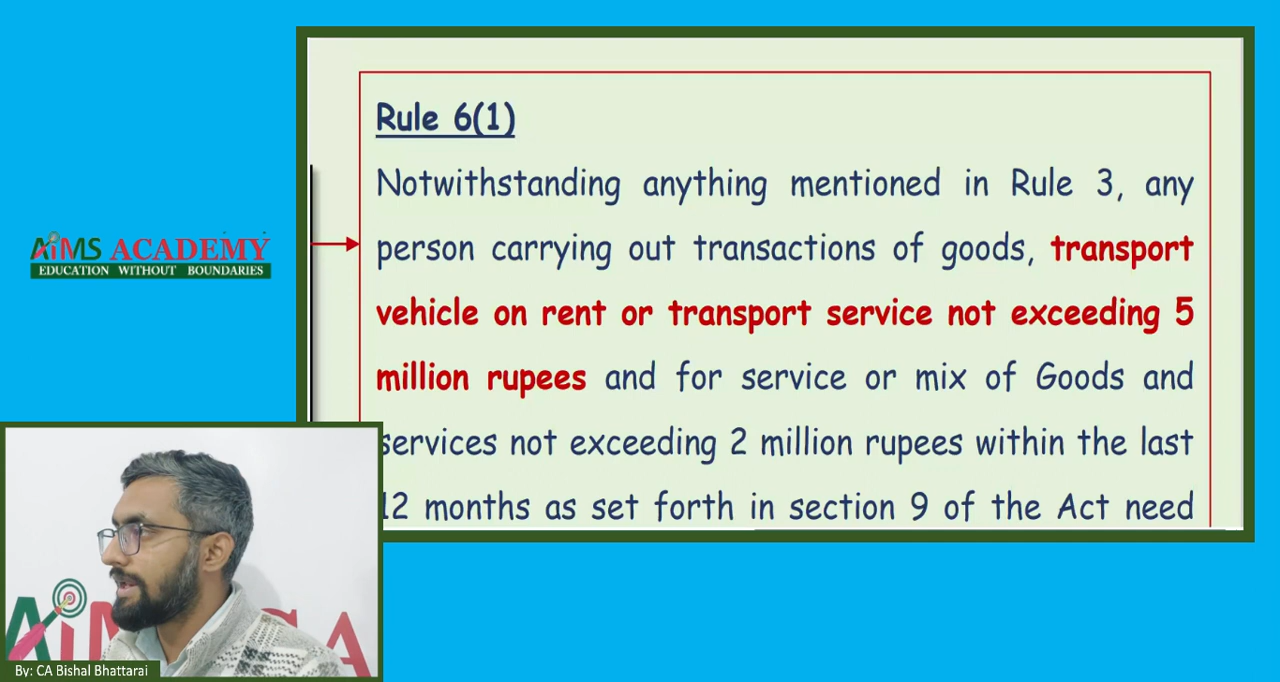 AiMS ACADEMY
EDUCATION WITHOUT BOUNDARIES
Rule 6(1)
Notwithstanding anything mentioned in Rule 3, any
person carrying out transactions of goods, transport
vehicle on rent or transport service not exceeding 5
million rupees and for service or mix of Goods and
services not exceeding 2 million rupees within the last
12 months as set forth in section 9 of the Act need
By: CA Bishal Bhattarai